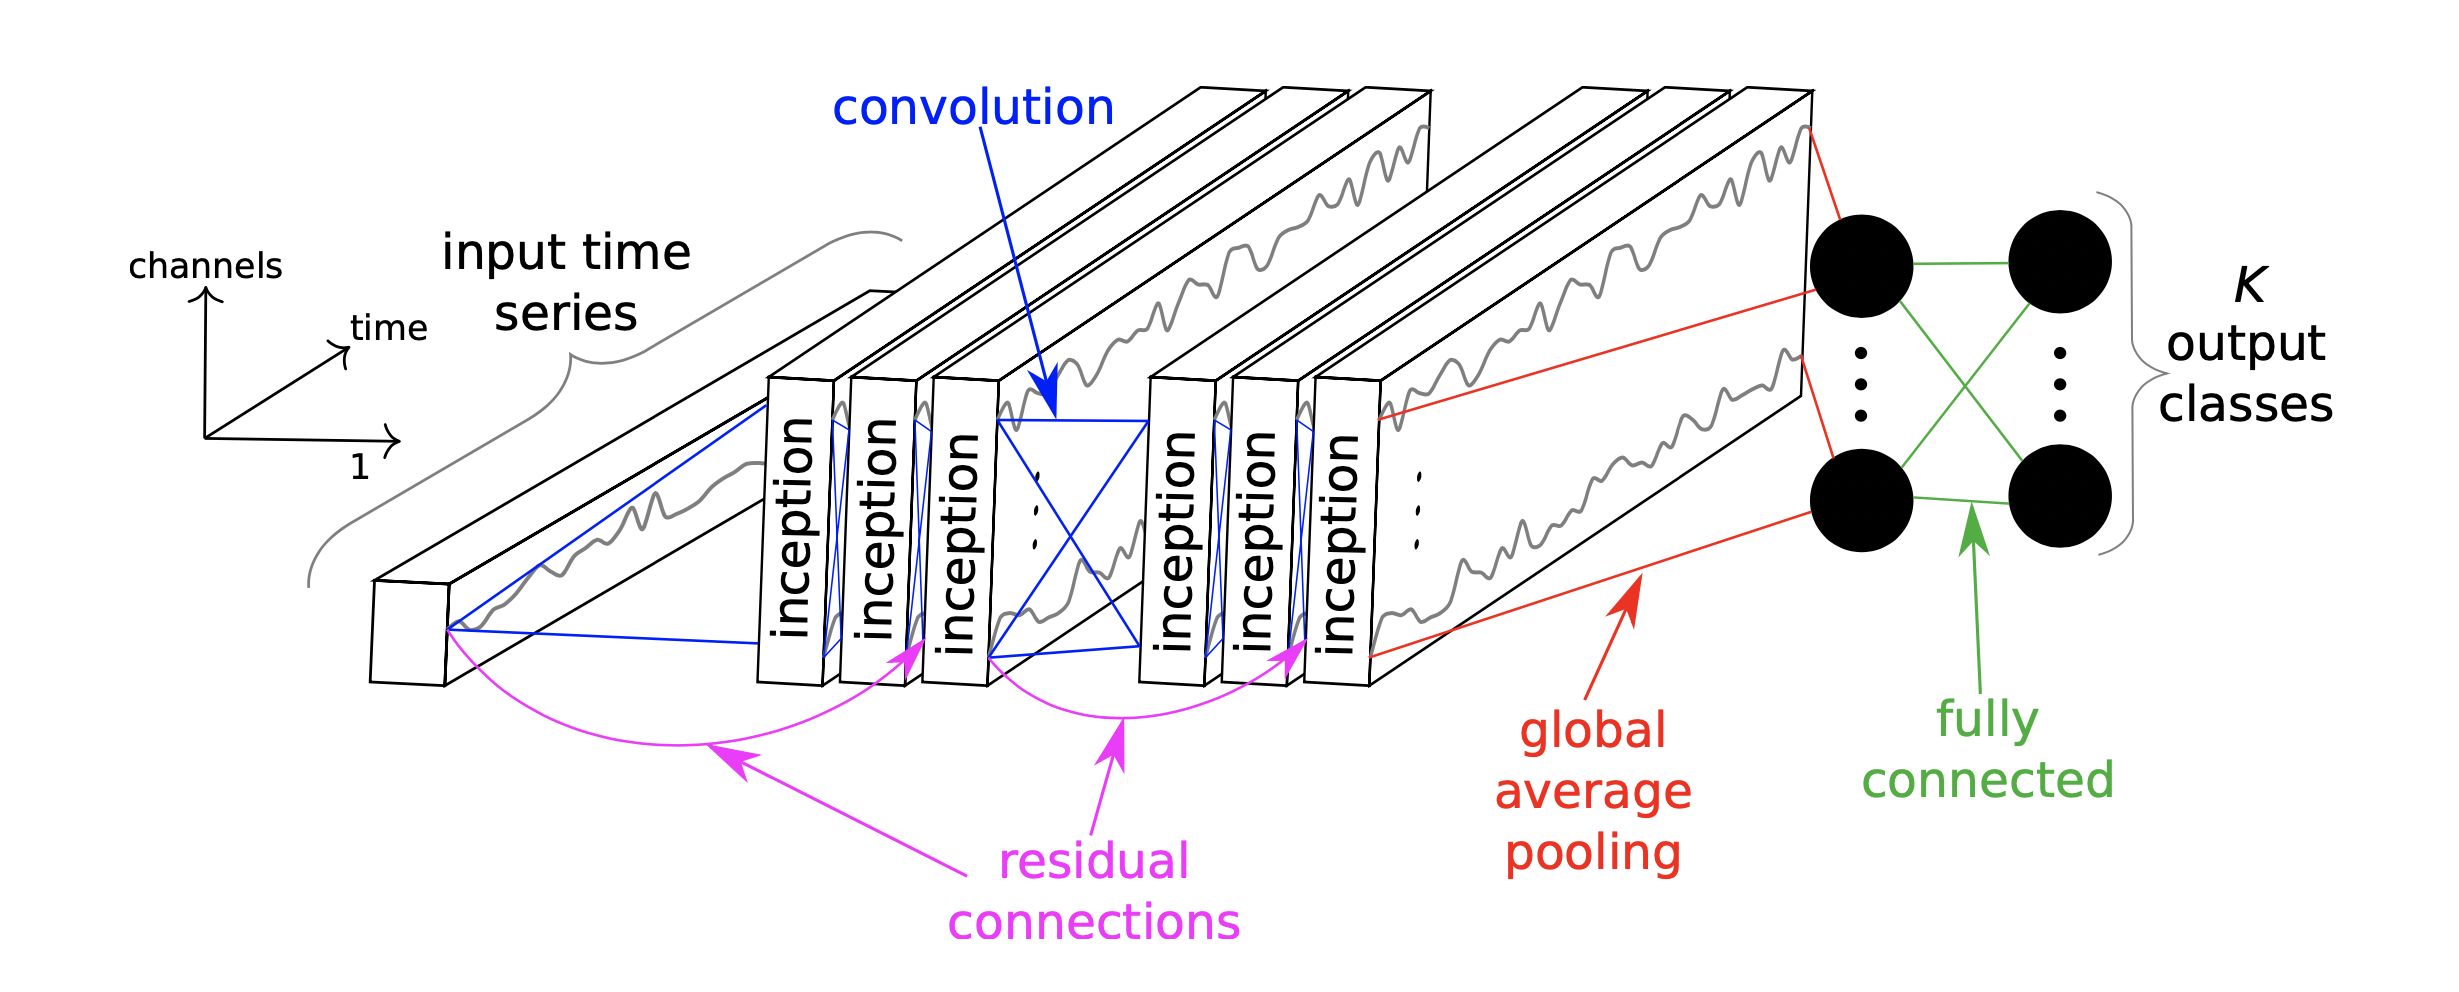 convolution
channels
time
1
input time
series
inception
inception
inception
inception
inception
inception
K
output
classes
residual
connections
global
average
pooling
fully
connected